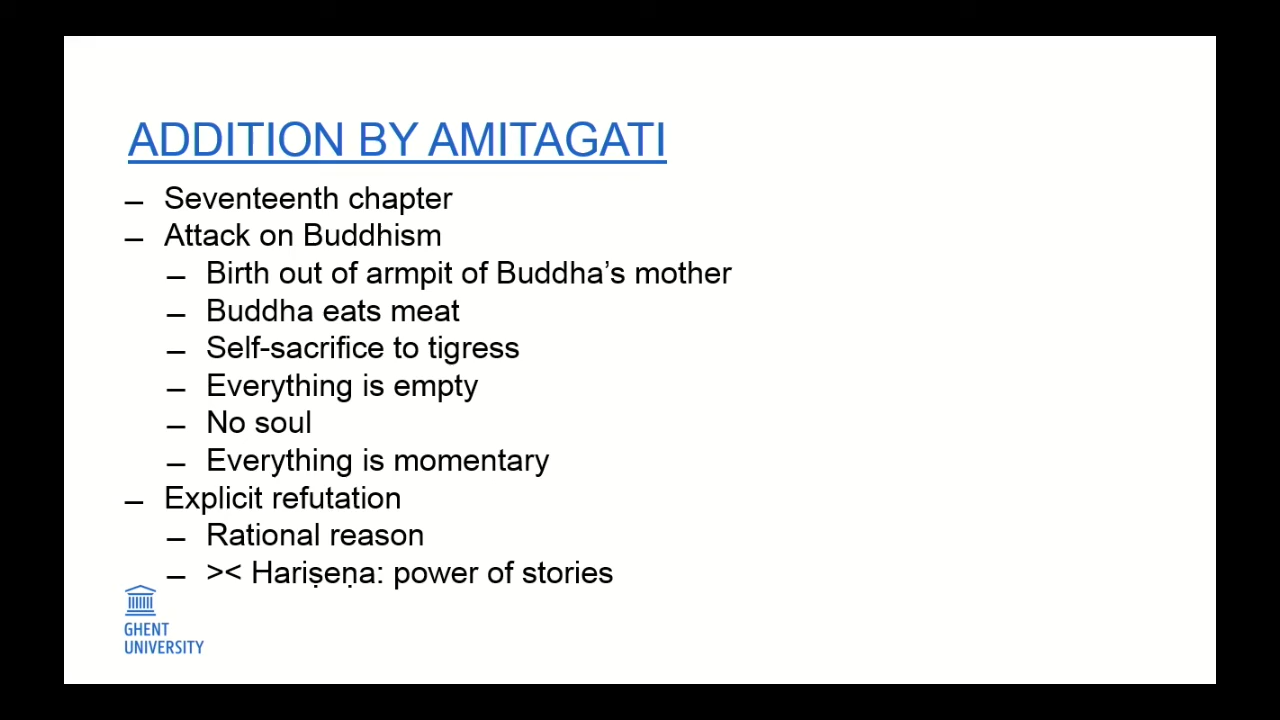 ADDITION BY AMITAGATI
– Seventeenth chapter
– Attack on Buddhism
– Birth out of armpit of Buddha’s mother
– Buddha eats meat
– Self-sacrifice to tigress
– Everything is empty
– No soul
– Everything is momentary
– Explicit refutation
– Rational reason
– >< Hariṣeṇa: power of stories
GHENT
UNIVERSITY